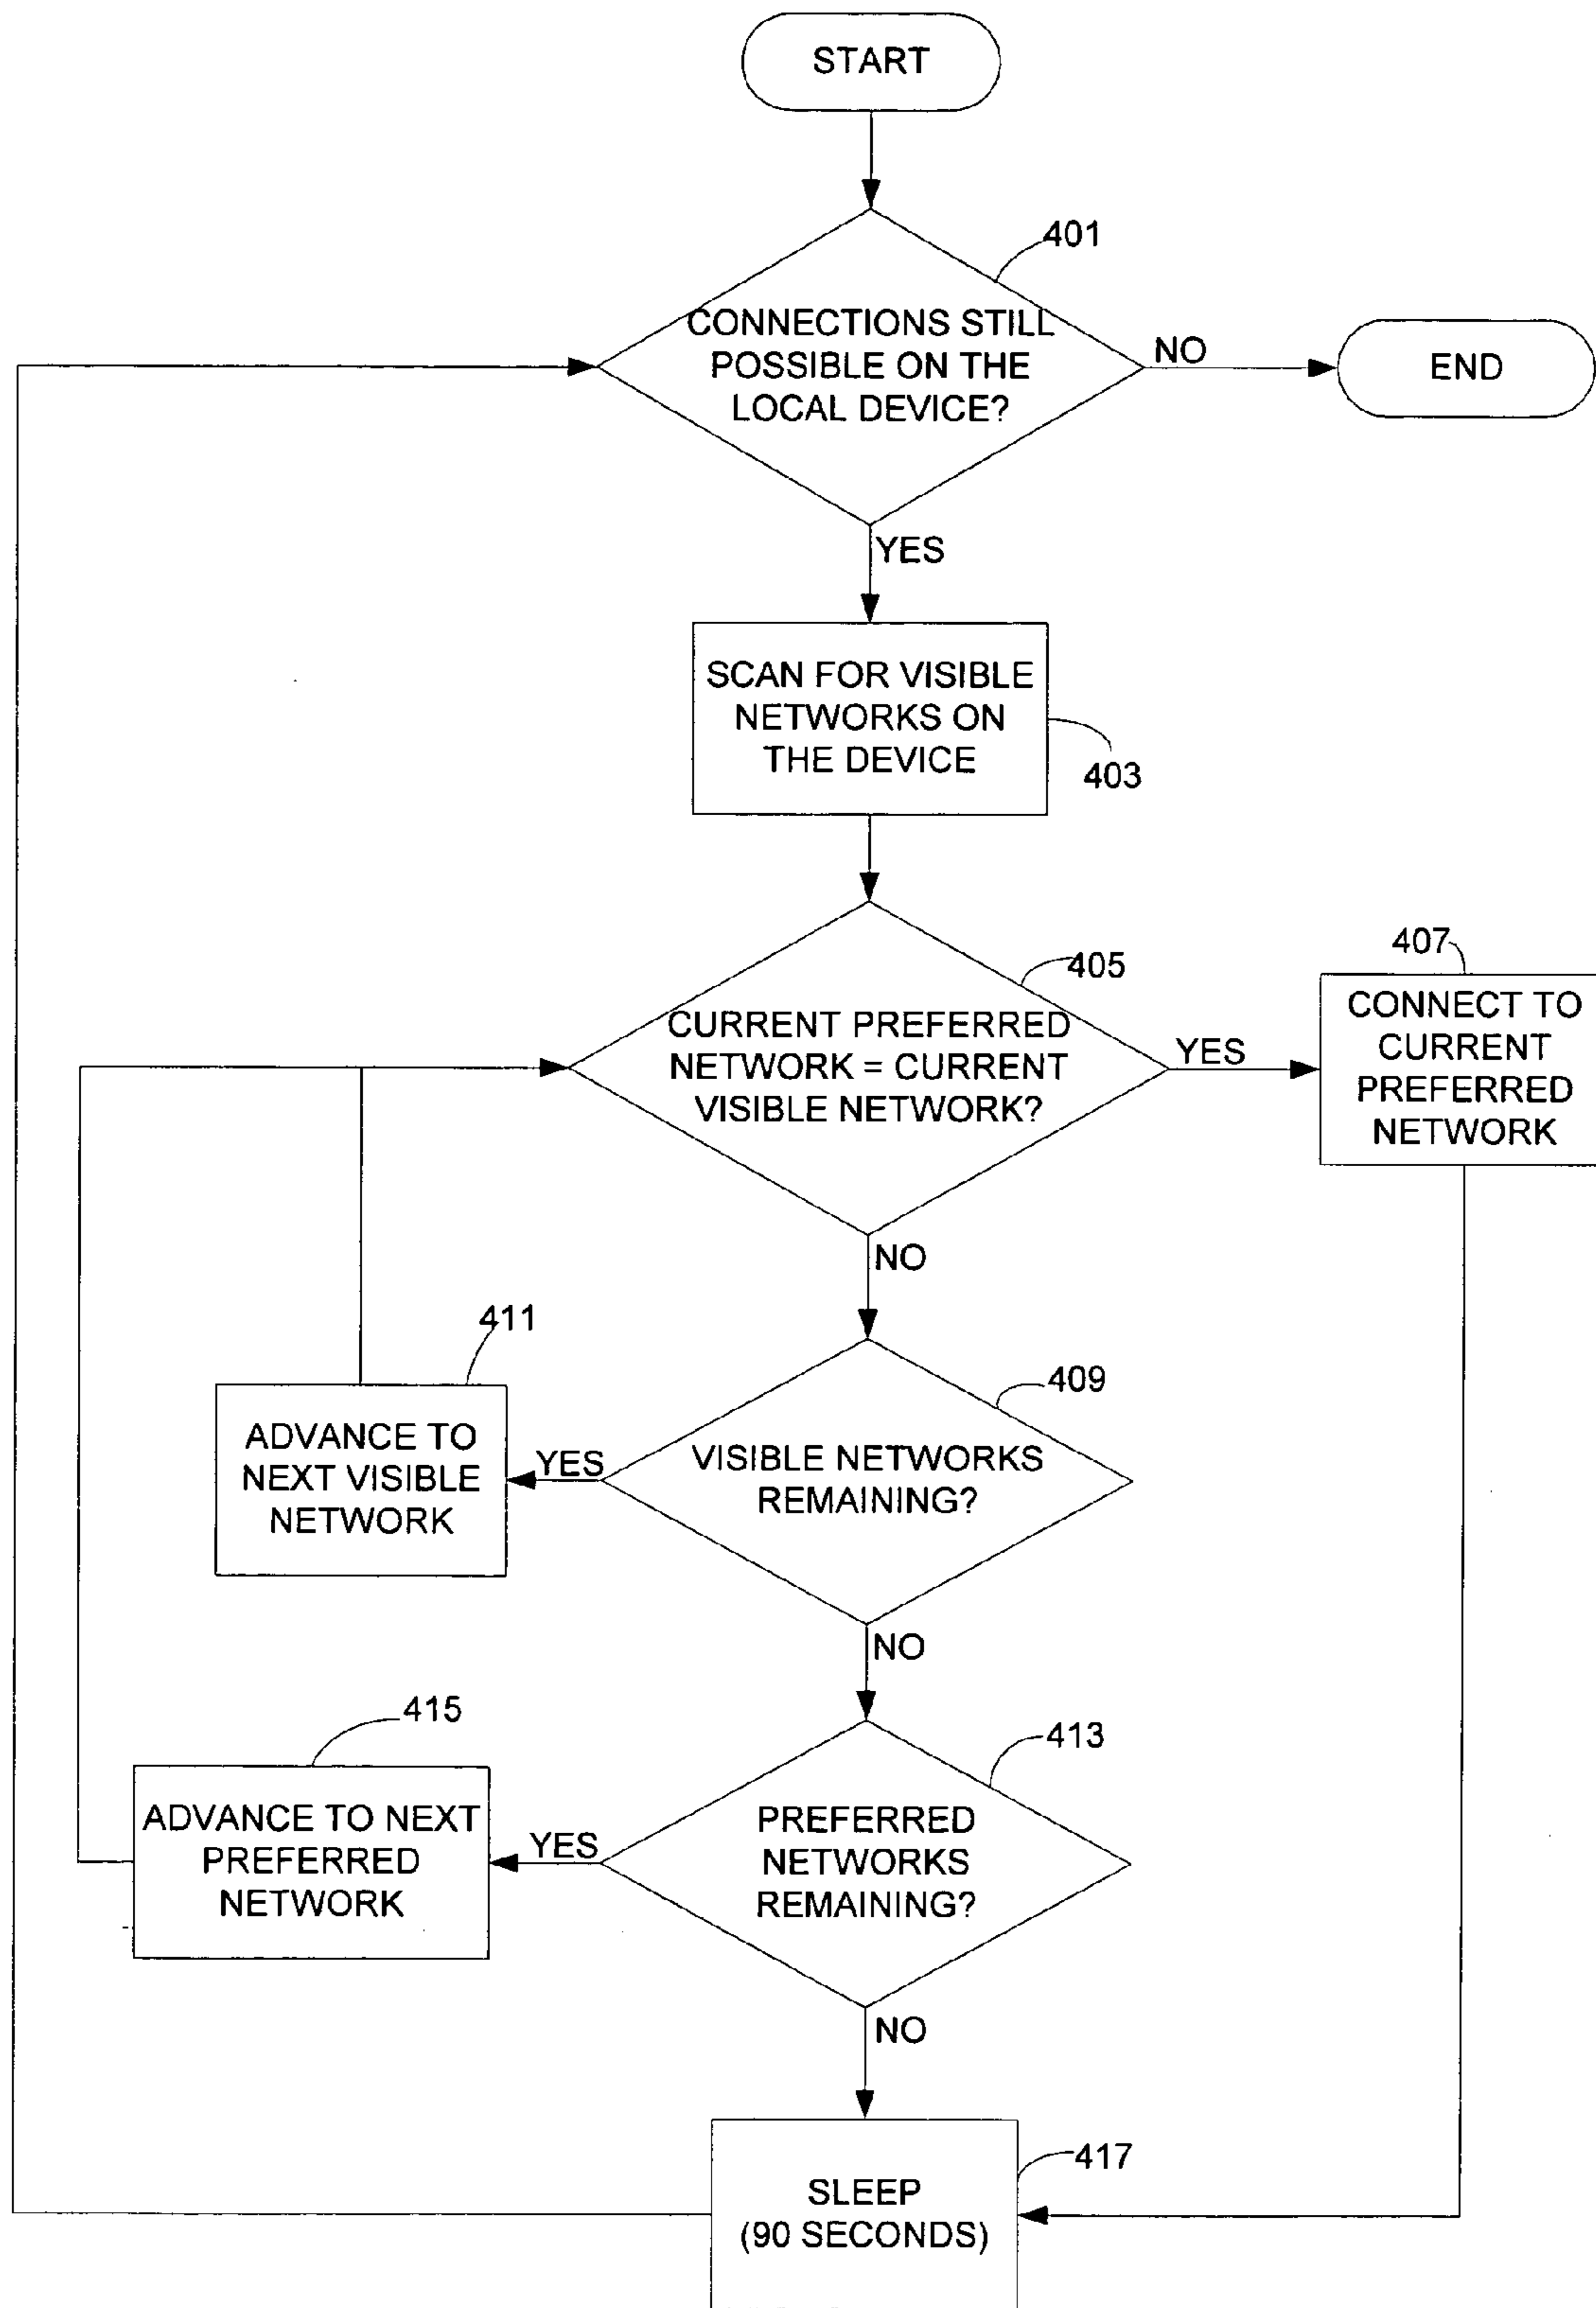 START
401
CONNECTIONS STILL
POSSIBLE ON THE
LOCAL DEVICE?
NO
END
YES
SCAN FOR VISIBLE
NETWORKS ON
THE DEVICE
403
405
CURRENT PREFERRED
NETWORK = CURRENT
VISIBLE NETWORK?
YES
407
CONNECT TO
CURRENT
PREFERRED
NETWORK
NO
411
ADVANCE TO
NEXT VISIBLE
NETWORK
YES
409
VISIBLE NETWORKS
REMAINING?
NO
415
ADVANCE TO NEXT
PREFERRED
NETWORK
YES
413
PREFERRED
NETWORKS
REMAINING?
NO
417
SLEEP
(90 SECONDS)